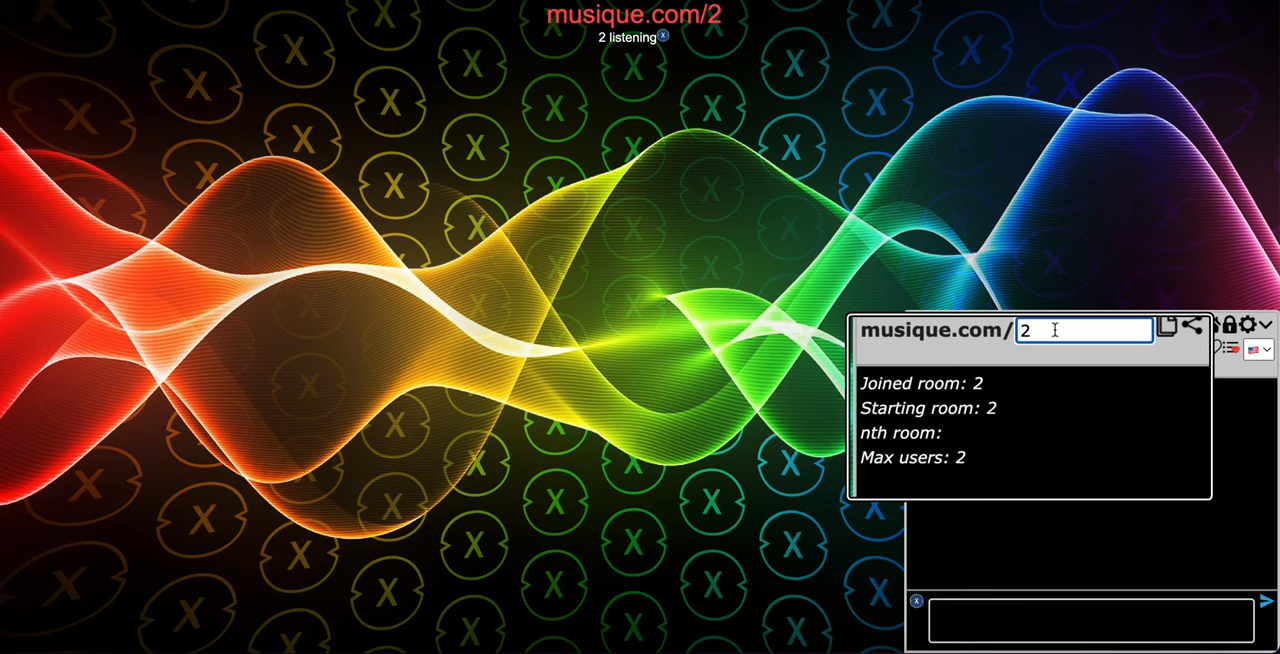 musique.com/2
2 listening
musique.com/ 2
Joined room: 2
Starting room: 2
nth room:
Max users: 2